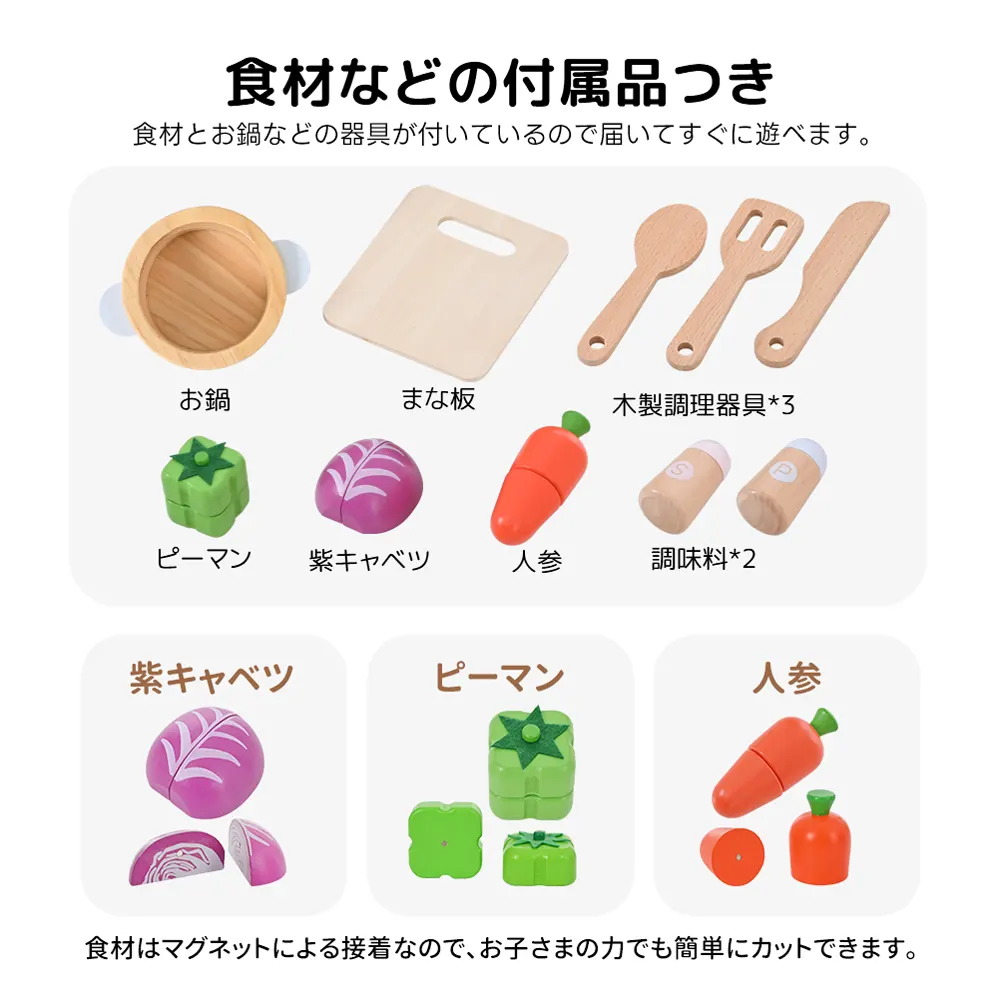 食材などの付属品つき
食材とお鍋などの器具が付いているので届いてすぐに遊べます。
お鍋
まな板
木製調理器具*3
S
P
ピーマン
紫キャベツ
人参
調味料*2
紫キャベツ
ピーマン
人参
食材はマグネットによる接着なので、お子さまの力でも簡単にカットできます。